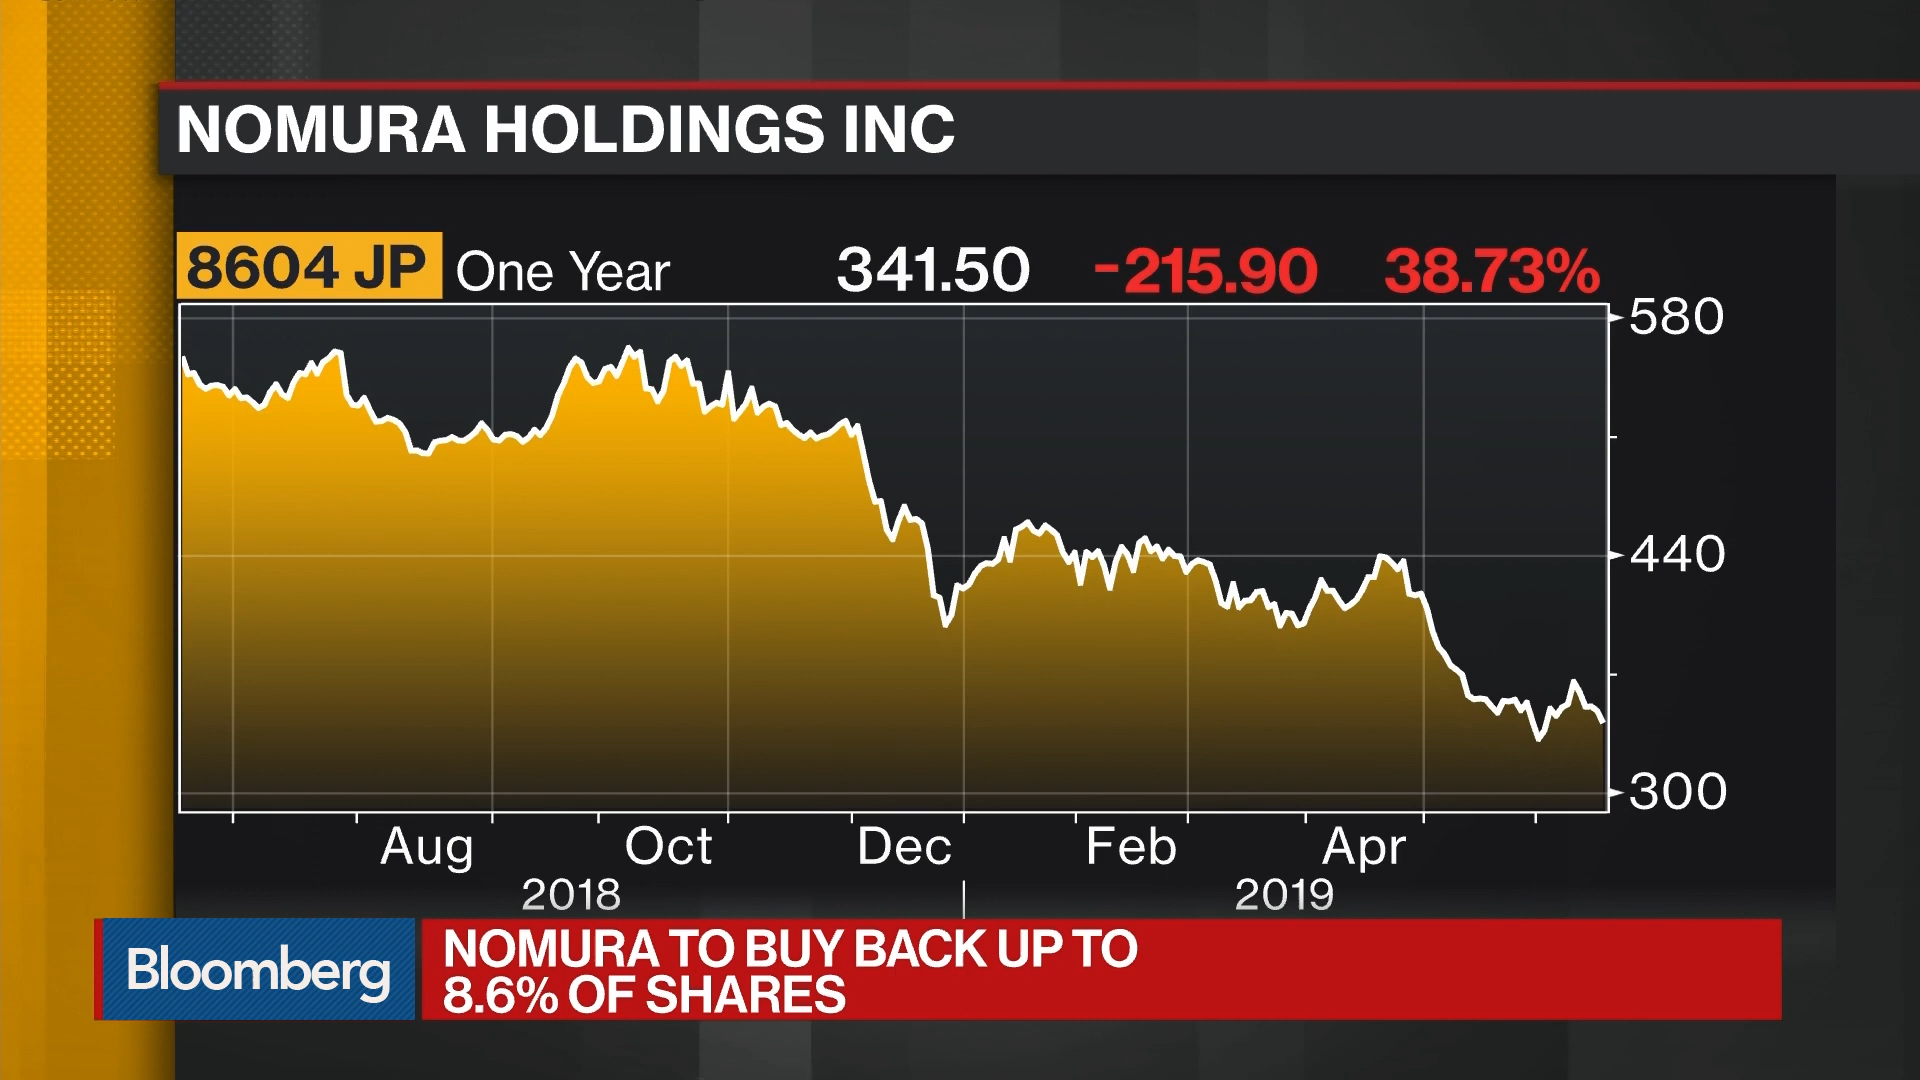 NOMURA HOLDINGS INC
8604 JP One Year 341.50 -215.90 38.73%
580
440
300
Aug Oct Dec Feb Apr
2018 2019
Bloomberg
NOMURA TO BUY BACK UP TO
8.6% OF SHARES